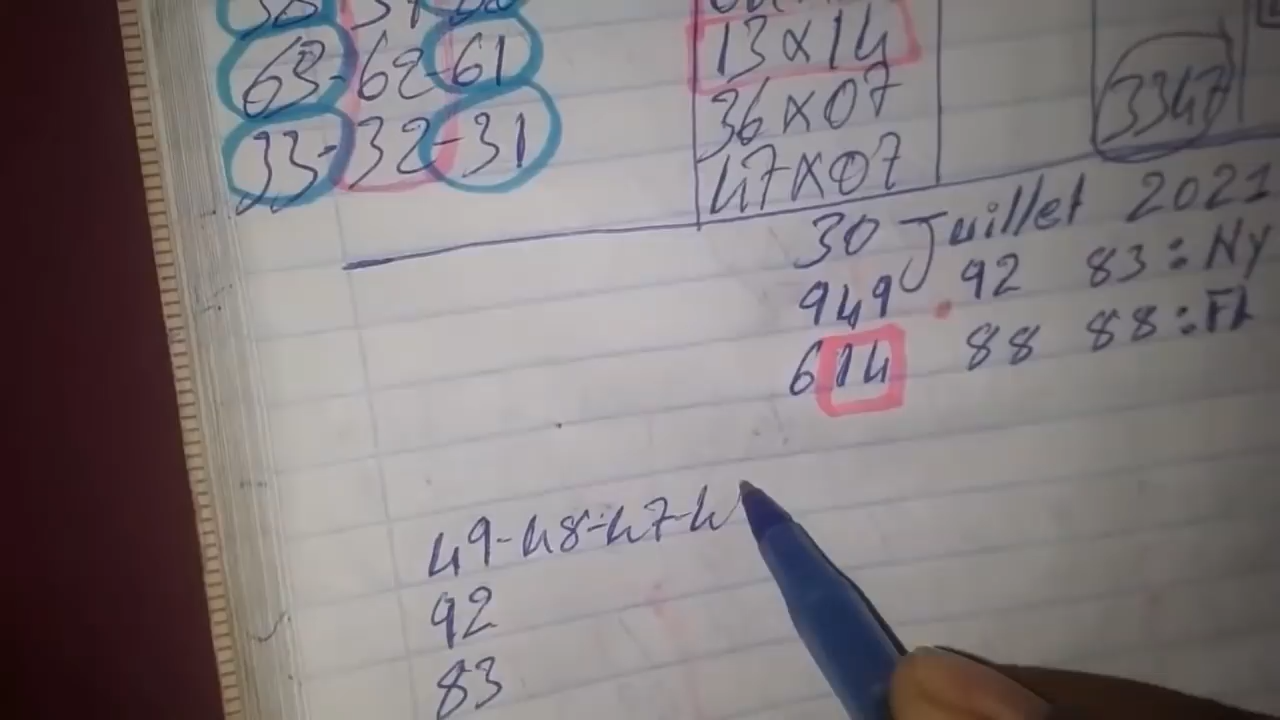 63-62-61
33-32-31
13x14
36x07
47x07
3347
30 Juillet 2021
949 92 83:Ny
614 88 88:FL
49-48-47-4
92
83